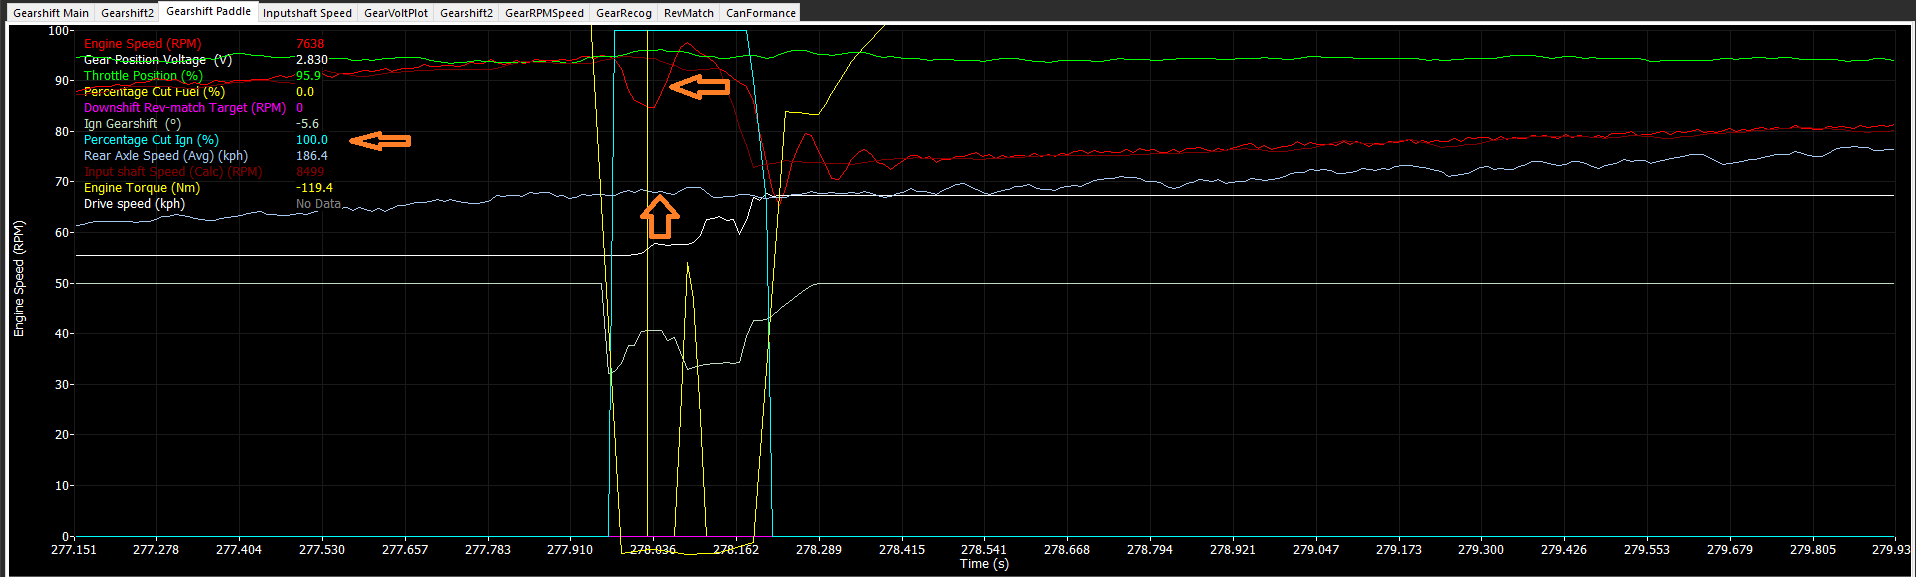 Gearshift Main Gearshift2 Gearshift Paddle Inputshaft Speed GearVoltPlot Gearshift2 GearRPMSpeed GearRecog RevMatch CanFormance
100
Engine Speed (RPM) 7638
Gear Position Voltage (V) 2.830
Throttle Position (%) 95.9
90
Percentage Cut Fuel (%) 0.0
Downshift Rev-match Target (RPM) 0
Ign Gearshift (°) -5.6
80
Percentage Cut Ign (%) 100.0
Rear Axle Speed (Avg) (kph) 186.4
Input shaft Speed (Calc) (RPM) 8499
70
Engine Torque (Nm) -119.4
Drive speed (kph) No Data
60
50
40
30
20
10
0
Engine Speed (RPM)
277.151 277.278 277.404 277.530 277.657 277.783 277.910 278.036 278.162 278.289 278.415 278.541 278.668 278.794 278.921 279.047 279.173 279.300 279.426 279.553 279.679 279.805 279.93
Time (s)